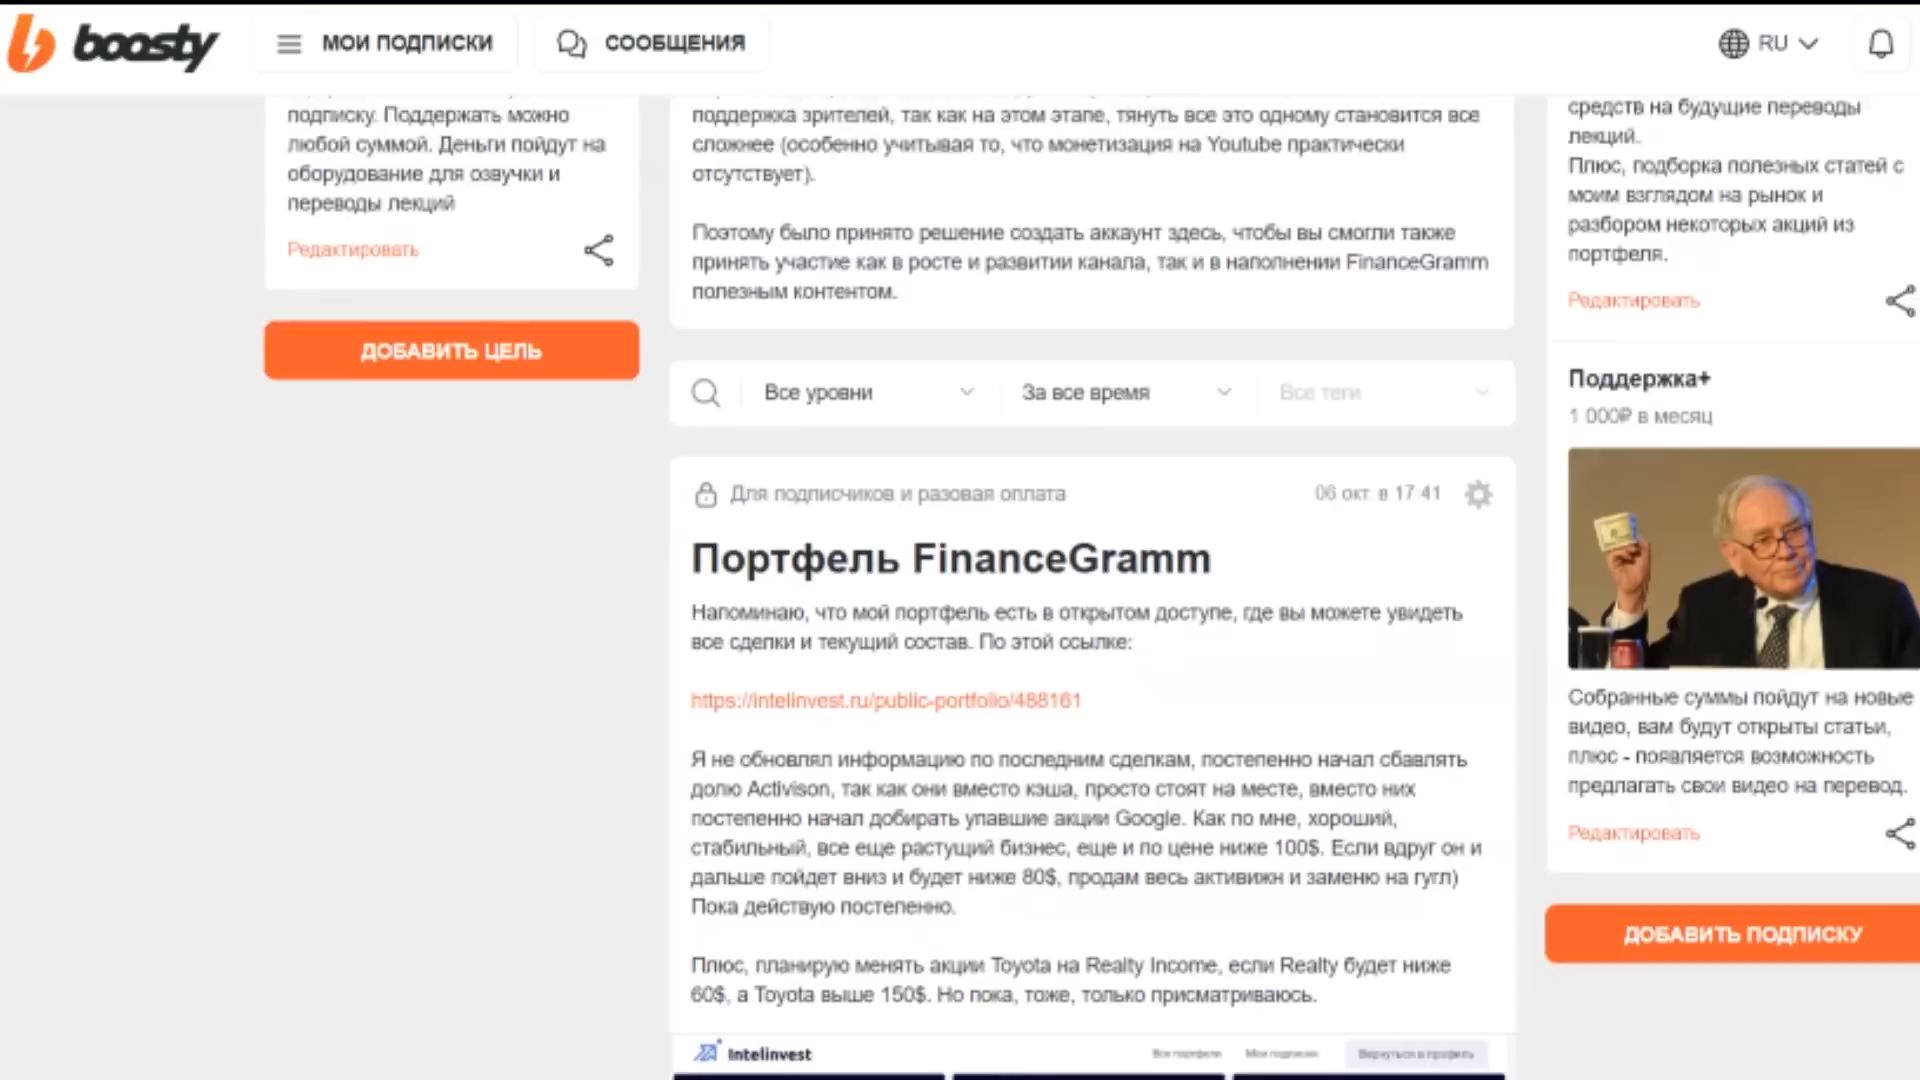 boosty
МОИ ПОДПИСКИ
СООБЩЕНИЯ
RU
подписку. Поддержать можно
любой суммой. Деньги пойдут на
оборудование для озвучки и
переводы лекций
Редактировать
ДОБАВИТЬ ЦЕЛЬ
поддержка зрителей, так как на этом этапе, тянуть все это одному становится все
сложнее (особенно учитывая то, что монетизация на Youtube практически
отсутствует).
Поэтому было принято решение создать аккаунт здесь, чтобы вы смогли также
принять участие как в росте и развитии канала, так и в наполнении FinanceGramm
полезным контентом.
Все уровни
За все время
Все теги
Для подписчиков и разовая оплата
06 окт. в 17:41
Портфель FinanceGramm
Напоминаю, что мой портфель есть в открытом доступе, где вы можете увидеть
все сделки и текущий состав. По этой ссылке:
https://intelinvest.ru/public-portfolio/488161
Я не обновлял информацию по последним сделкам, постепенно начал сбавлять
долю Activison, так как они вместо кэша, просто стоят на месте, вместо них
постепенно начал добирать упавшие акции Google. Как по мне, хороший,
стабильный, все еще растущий бизнес, еще и по цене ниже 100$. Если вдруг он и
дальше пойдет вниз и будет ниже 80$, продам весь активижн и заменю на гугл)
Пока действую постепенно.
Плюс, планирую менять акции Toyota на Realty Income, если Realty будет ниже
60$, а Toyota выше 150$. Но пока, тоже, только присматриваюсь.
Intelinvest
Все портфели
Мои подписки
Вернуться в профиль
средств на будущие переводы
лекций.
Плюс, подборка полезных статей с
моим взглядом на рынок и
разбором некоторых акций из
портфеля.
Редактировать
Поддержка+
1 000₽ в месяц
Собранные суммы пойдут на новые
видео, вам будут открыты статьи,
плюс - появляется возможность
предлагать свои видео на перевод.
Редактировать
ДОБАВИТЬ ПОДПИСКУ